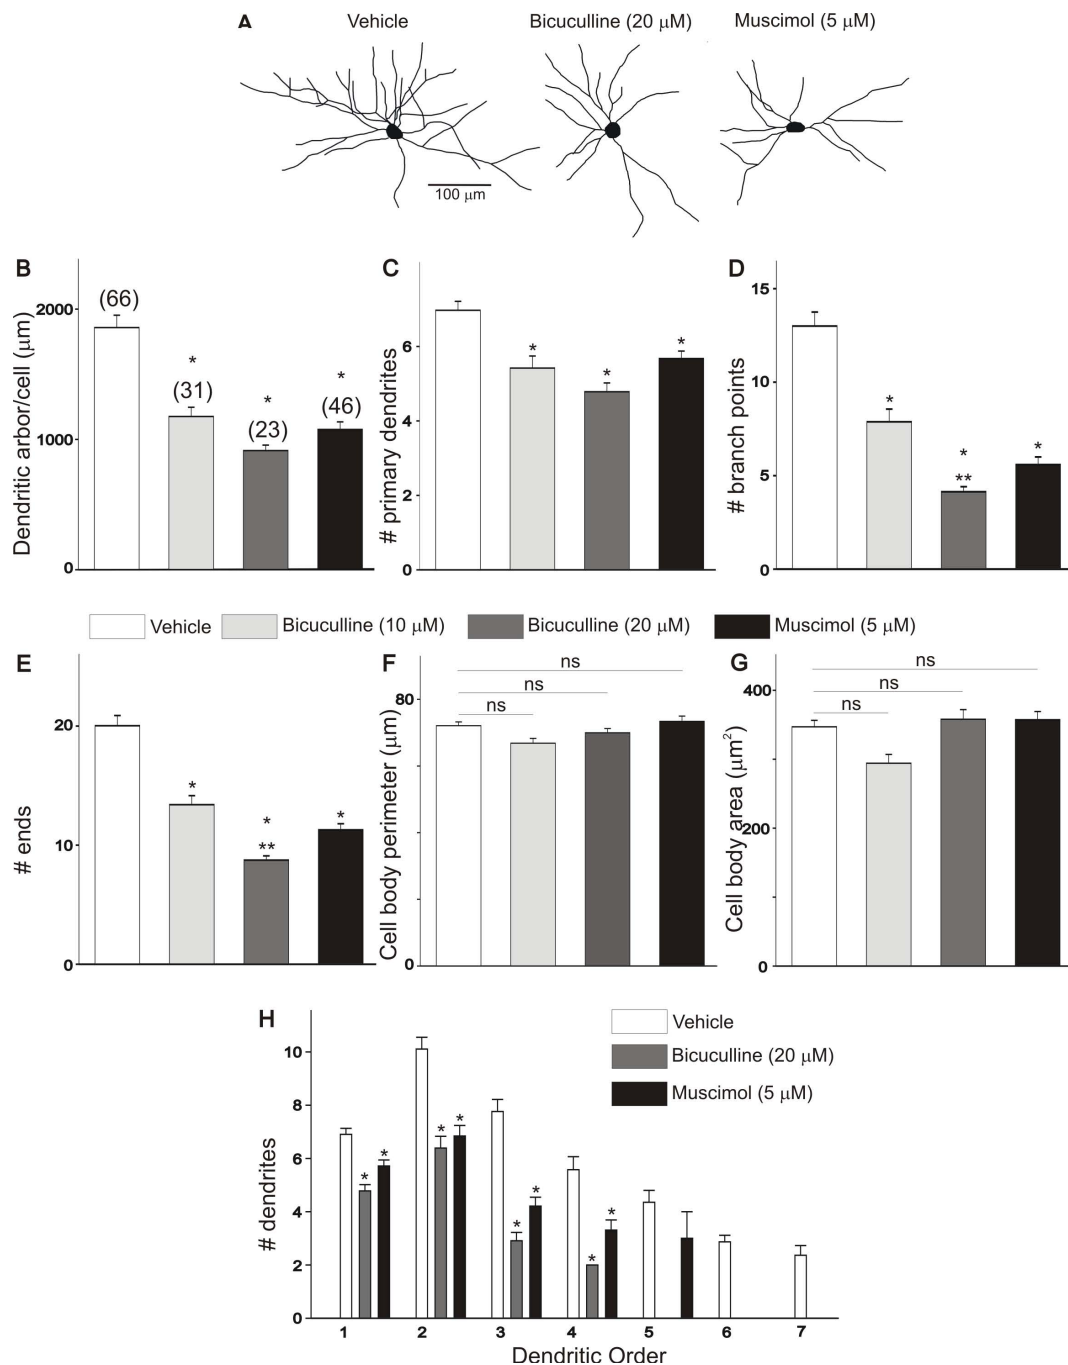 A Vehicle Bicuculline (20 μM) Muscimol (5 μM)
100 μm
B
Dendritic arbor/cell (μm)
2000
1000
0
(66)
*
(31)
*
(23)
*
(46)
C
# primary dendrites
6
4
2
0
*
*
*
D
# branch points
15
10
5
0
*
*
**
*
Vehicle Bicuculline (10 μM) Bicuculline (20 μM) Muscimol (5 μM)
E
# ends
20
10
0
*
*
**
*
F
Cell body perimeter (μm)
80
0
ns
ns
ns
G
Cell body area (μm²)
400
200
0
ns
ns
ns
H
Vehicle
Bicuculline (20 μM)
Muscimol (5 μM)
# dendrites
10
8
6
4
2
0
* *
* *
* *
* *
1 2 3 4 5 6 7
Dendritic Order